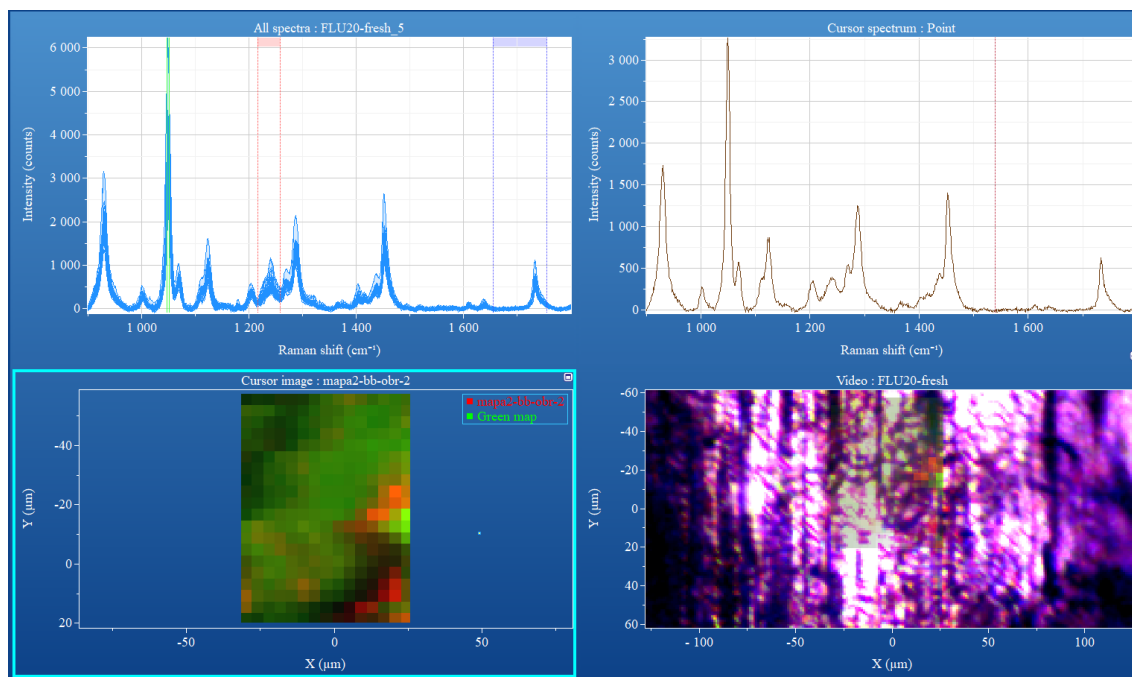 All spectra : FLU20-fresh_5
6 000
5 000
4 000
3 000
2 000
1 000
0
Intensity (counts)
1 000
1 200
1 400
1 600
Raman shift (cm⁻¹)
Cursor spectrum : Point
3 000
2 500
2 000
1 500
1 000
500
0
Intensity (counts)
1 000
1 200
1 400
1 600
Raman shift (cm⁻¹)
Cursor image : mapa2-bb-obr-2
mapa2-bb-obr-2
Green map
-40
-20
0
20
Y (µm)
-50
0
50
X (µm)
Video : FLU20-fresh
-60
-40
-20
0
20
40
60
Y (µm)
- 100
-50
0
50
100
X (µm)